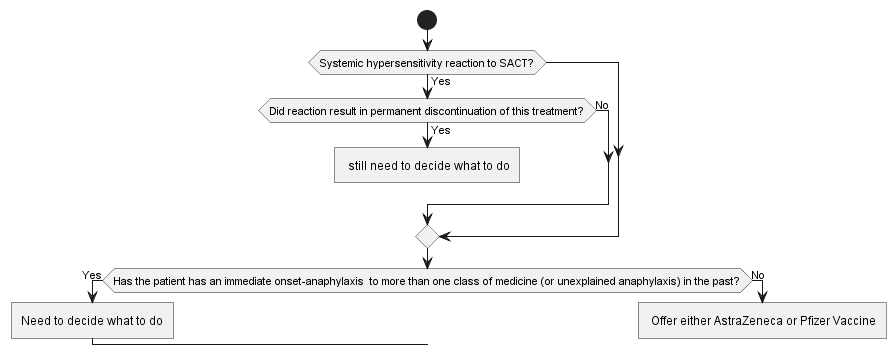 Systemic hypersensitivity reaction to SACT?
Yes
Did reaction result in permanent discontinuation of this treatment?
No
Yes
still need to decide what to do
Yes
Has the patient has an immediate onset-anaphylaxis  to more than one class of medicine (or unexplained anaphylaxis) in the past?
No
Need to decide what to do
Offer either AstraZeneca or Pfizer Vaccine